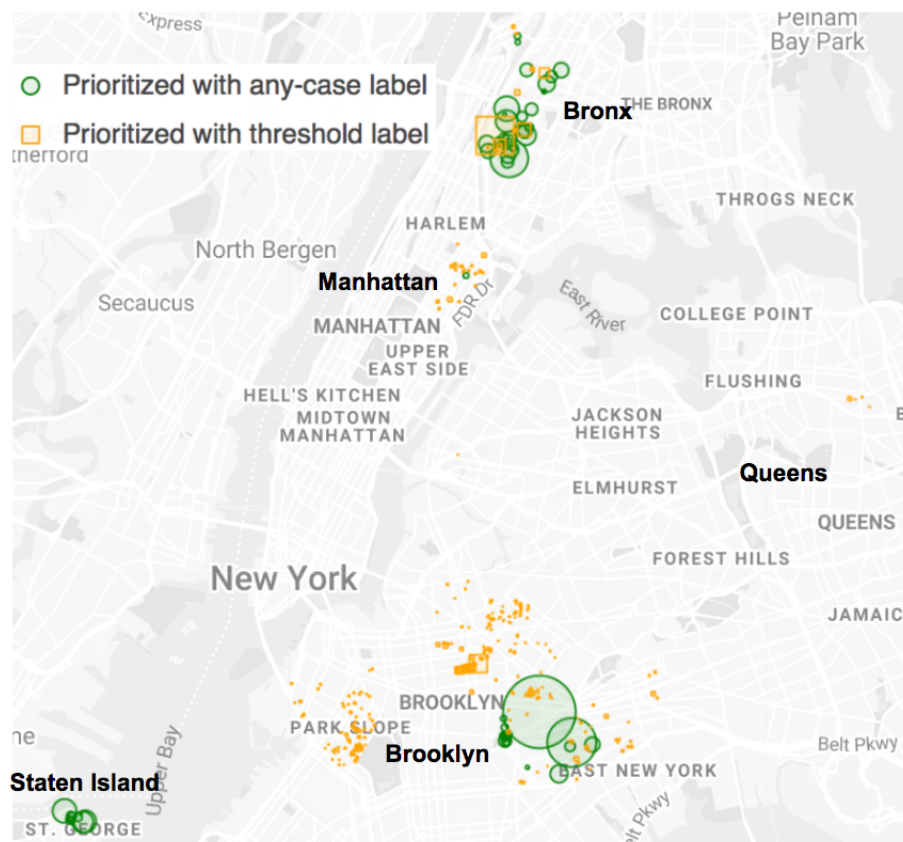 Express
Pelham
Bay Park
Prioritized with any-case label
Bronx
THE BRONX
Prioritized with threshold label
therford
THROGS NECK
HARLEM
North Bergen
Manhattan
FDR Dr
East River
Secaucus
COLLEGE POINT
MANHATTAN
UPPER
EAST SIDE
FLUSHING
HELL'S KITCHEN
MIDTOWN
MANHATTAN
JACKSON
HEIGHTS
Queens
ELMHURST
QUEENS
FOREST HILLS
New York
JAMAIC
BROOKLYN
PARK SLOPE
ne
Upper Bay
Brooklyn
Belt Pkwy
EAST NEW YORK
Staten Island
ST. GEORGE
elt Pkwy